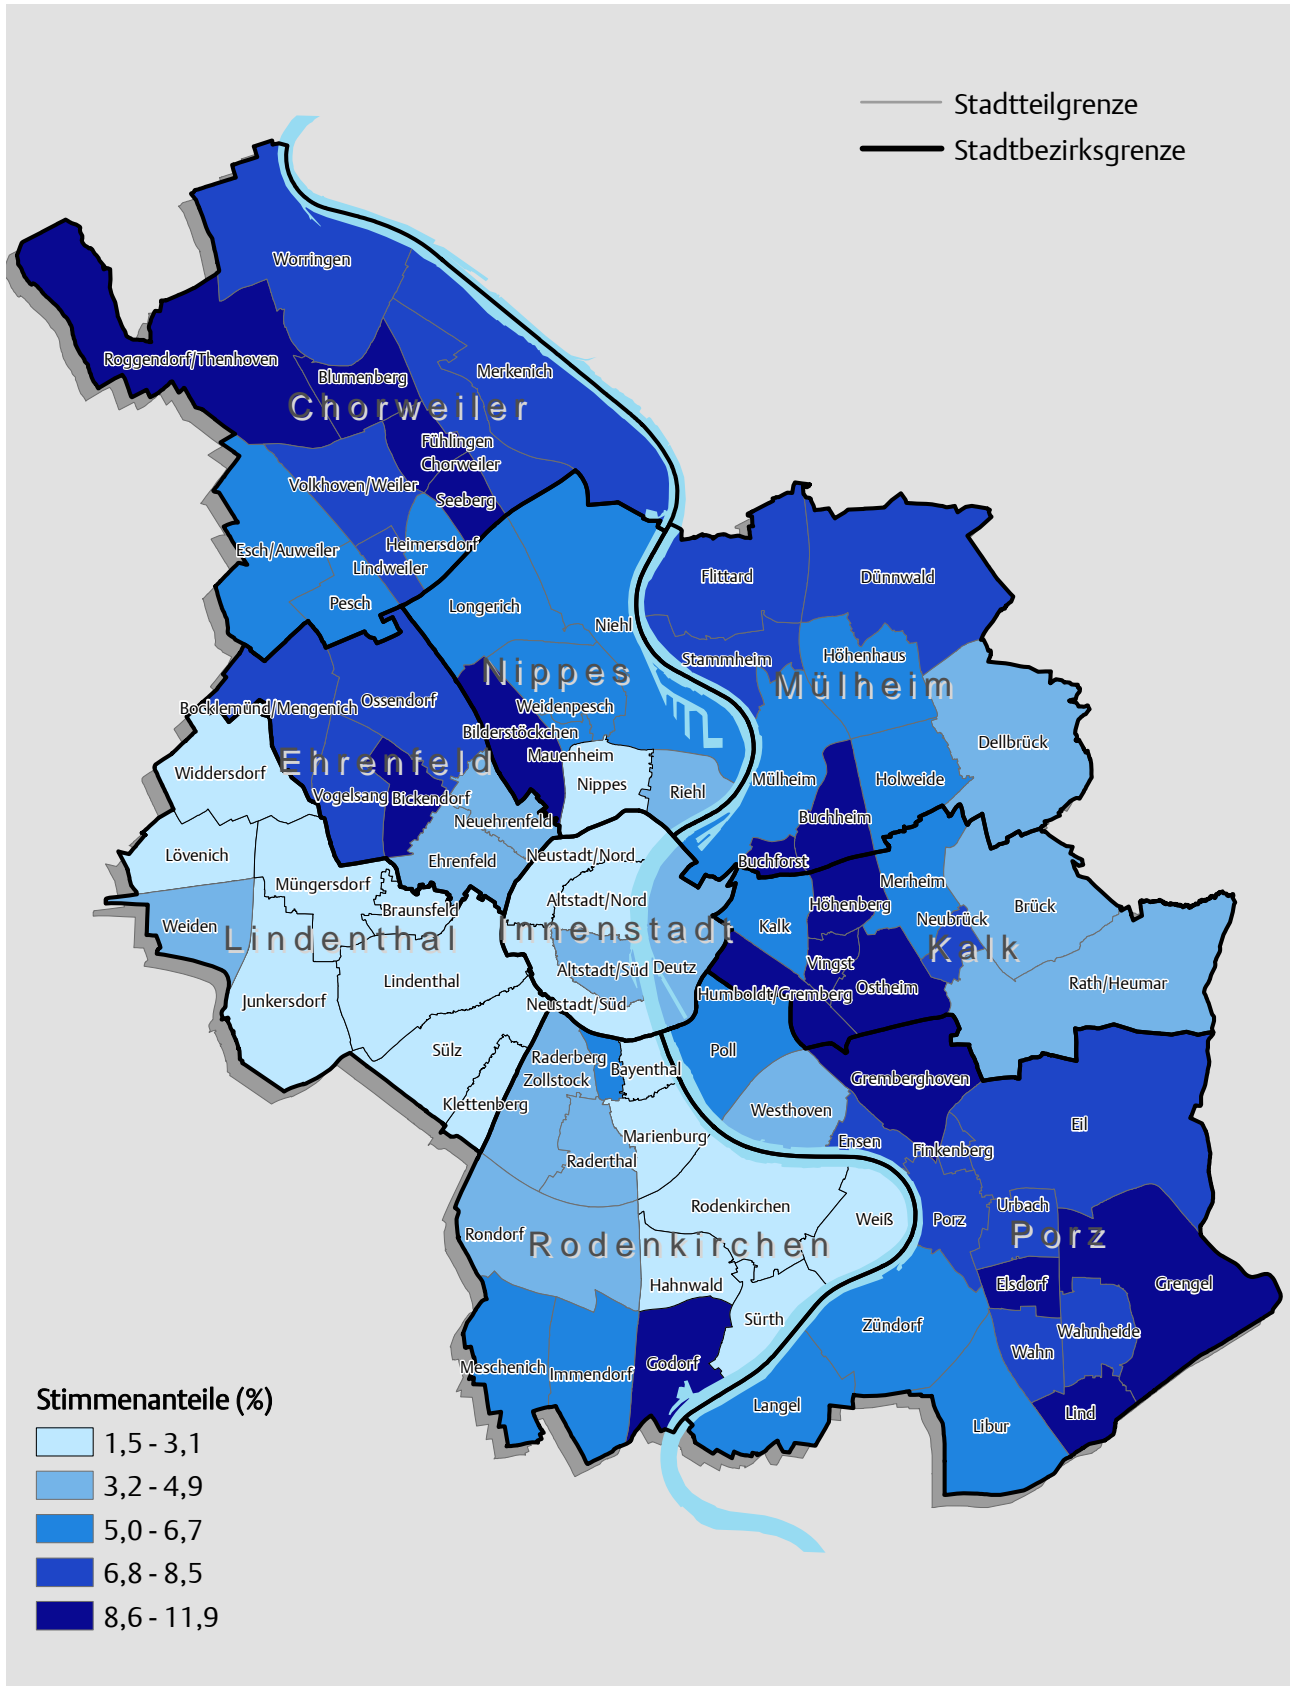 Stadtteilgrenze
Stadtbezirksgrenze
Worringen
Roggendorf/Thenhoven
Blumenberg
Merkenich
Chorweiler
Fühlingen
Chorweiler
Volkhoven/Weiler
Seeberg
Esch/Auweiler
Heimersdorf
Lindweiler
Pesch
Longerich
Niehl
Flittard
Dünnwald
Stammheim
Höhenhaus
Nippes
Mülheim
Bocklemünd/Mengenich
Ossendorf
Weidenpesch
Bilderstöckchen
Mauenheim
Dellbrück
Ehrenfeld
Widdersdorf
Nippes
Riehl
Mülheim
Holweide
Vogelsang
Bickendorf
Neuehrenfeld
Buchheim
Lövenich
Ehrenfeld
Neustadt/Nord
Buchforst
Müngersdorf
Merheim
Braunsfeld
Altstadt/Nord
Höhenberg
Brück
Weiden
Neubrück
Kalk
Lindenthal
Innenstadt
Kalk
Altstadt/Süd
Deutz
Vingst
Lindenthal
Rath/Heumar
Ostheim
Humboldt/Gremberg
Junkersdorf
Neustadt/Süd
Sülz
Poll
Raderberg
Bayenthal
Zollstock
Gremberghoven
Klettenberg
Westhoven
Eil
Marienburg
Ensen
Finkenberg
Raderthal
Rodenkirchen
Urbach
Weiß
Porz
Rondorf
Porz
Rodenkirchen
Hahnwald
Elsdorf
Grengel
Sürth
Zündorf
Wahnheide
Wahn
Meschenich
Immendorf
Godorf
Langel
Lind
Libur
Stimmenanteile (%)
1,5 - 3,1
3,2 - 4,9
5,0 - 6,7
6,8 - 8,5
8,6 - 11,9